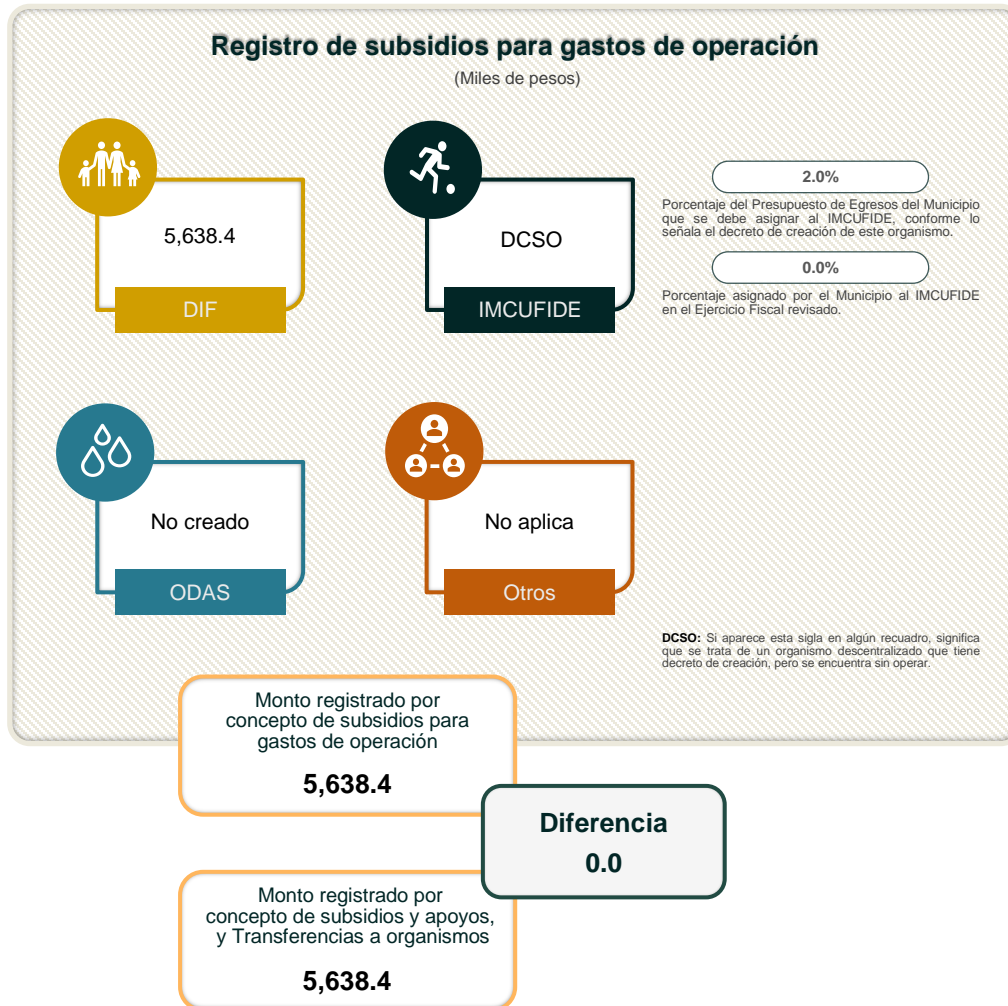 Registro de subsidios para gastos de operación
(Miles de pesos)
5,638.4
DIF
DCSO
IMCUFIDE
2.0%
Porcentaje del Presupuesto de Egresos del Municipio
que se debe asignar al IMCUFIDE, conforme lo
señala el decreto de creación de este organismo.
0.0%
Porcentaje asignado por el Municipio al IMCUFIDE
en el Ejercicio Fiscal revisado.
No creado
ODAS
No aplica
Otros
DCSO: Si aparece esta sigla en algún recuadro, significa
que se trata de un organismo descentralizado que tiene
decreto de creación, pero se encuentra sin operar.
Monto registrado por
concepto de subsidios para
gastos de operación
5,638.4
Diferencia
0.0
Monto registrado por
concepto de subsidios y apoyos,
y Transferencias a organismos
5,638.4